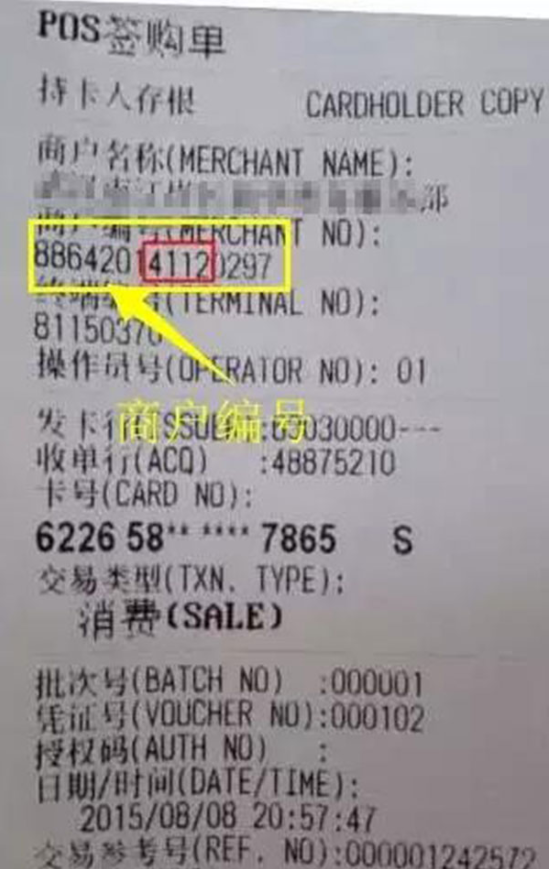 POS签购单
持卡人存根 CARDHOLDER COPY
商户名称(MERCHANT NAME):
部
商户编号(MERCHANT NO):
886420141120297
终端编号(TERMINAL NO):
操作员号(OPERATOR NO): 01
商户编号
发卡行
收单行(ACQ) :48875210
卡号(CARD NO):
6226 58** **** 7865 S
交易类型(TXN. TYPE):
消费(SALE)
批次号(BATCH NO) :000001
凭证号(VOUCHER NO):000102
授权码(AUTH NO) :
日期/时间(DATE/TIME):
2015/08/08 20:57:47
交易参考号(REF. NO):000001242572